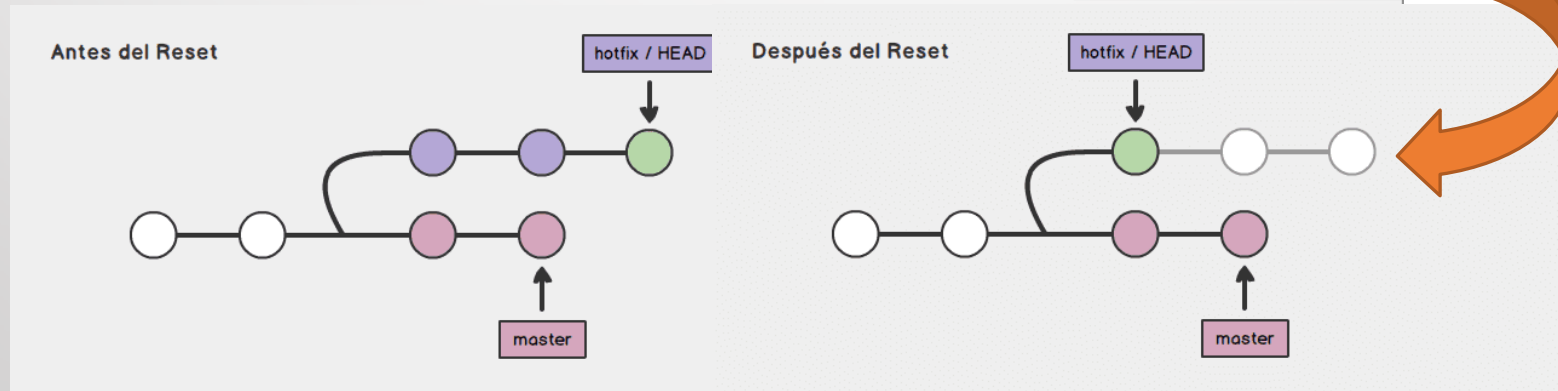 Antes del Reset
hotfix / HEAD
master
Después del Reset
hotfix / HEAD
master